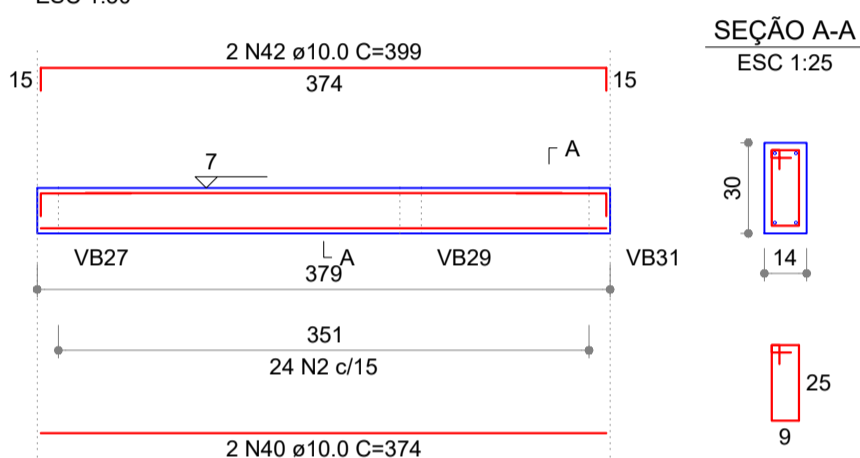 SEÇÃO A-A
ESC 1:25
2 N42 ø10.0 C=399
15
374
15
7
A
30
VB27
A
VB29
VB31
14
379
351
24 N2 c/15
25
9
2 N40 ø10.0 C=374